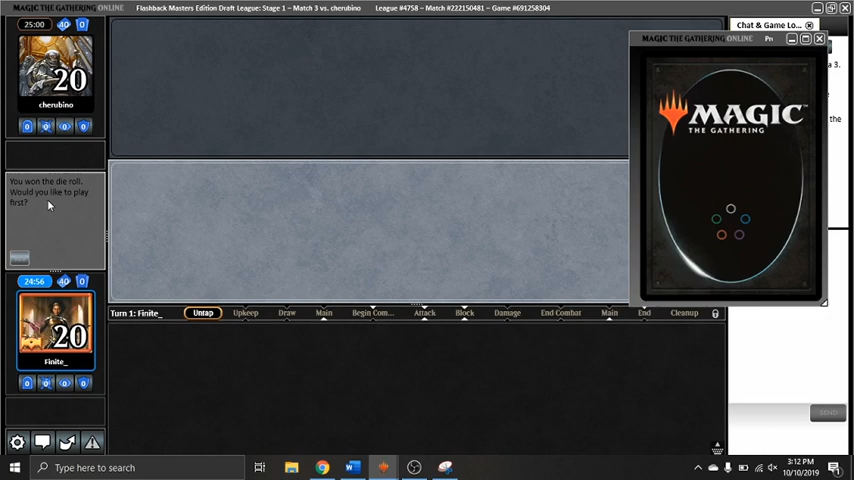 MAGIC THE GATHERING ONLINE
Flashback Masters Edition Draft League: Stage 1 – Match 3 vs. cherubino
League #4758 – Match #222150481 – Game #691258304
25:00
40
0
20
cherubino
0
0
0
0
You won the die roll.
Would you like to play
first?
24:56
40
0
20
Finite_
0
0
0
0
Turn 1: Finite_
Untap
Upkeep
Draw
Main
Begin Com...
Attack
Block
Damage
End Combat
Main
End
Cleanup
Chat & Game Lo...
3.
the
MAGIC THE GATHERING ONLINE
Pr
MAGIC
THE GATHERING
SEND
Type here to search
3:12 PM
10/10/2019